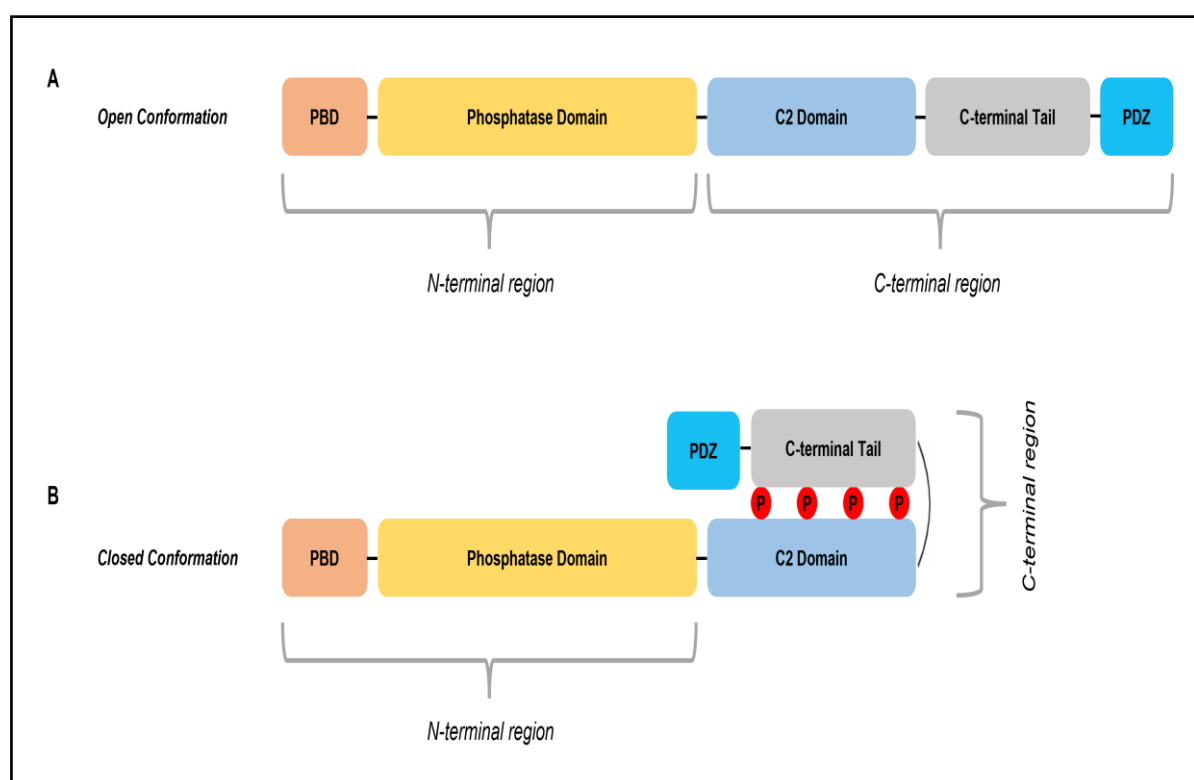 A
Open Conformation
PBD
Phosphatase Domain
C2 Domain
C-terminal Tail
PDZ
N-terminal region
C-terminal region
B
Closed Conformation
PDZ
C-terminal Tail
P P P P
PBD
Phosphatase Domain
C2 Domain
C-terminal region
N-terminal region